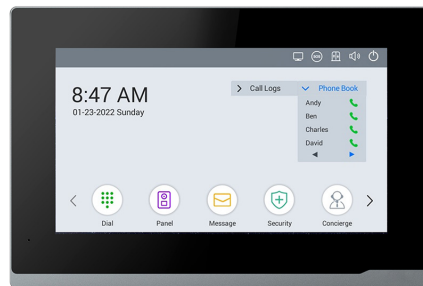 SOS
8:47 AM
01-23-2022 Sunday
Call Logs
Phone Book
Andy
Ben
Charles
David
Dial
Panel
Message
Security
Concierge